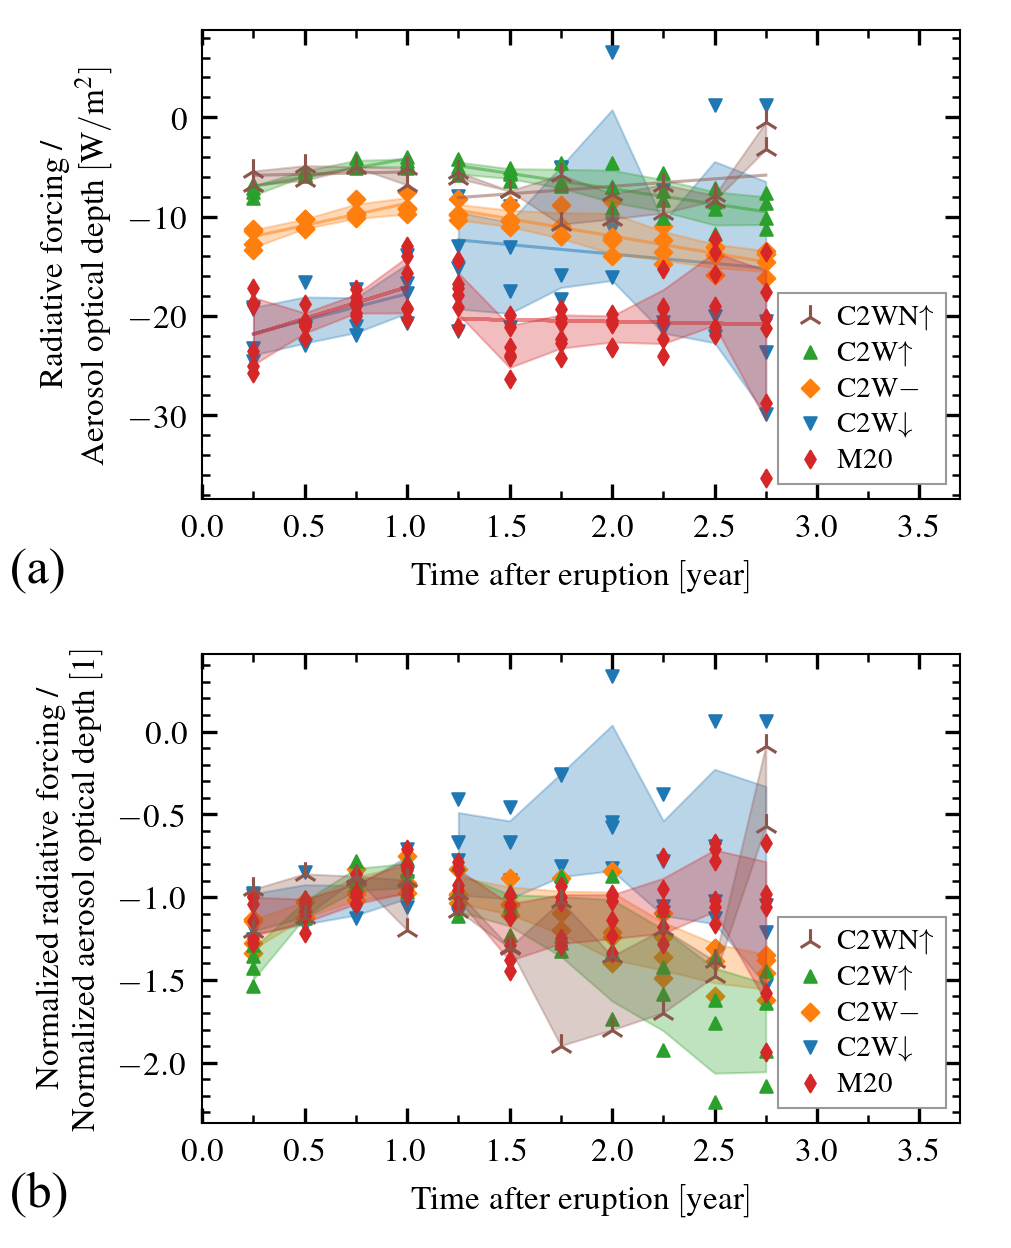 Radiative forcing /
Aerosol optical depth [W/m²]
0
−10
−20
−30
0.0 0.5 1.0 1.5 2.0 2.5 3.0 3.5
Time after eruption [year]
C2WN↑
C2W↑
C2W−
C2W↓
M20
(a)
Normalized radiative forcing /
Normalized aerosol optical depth [1]
0.0
−0.5
−1.0
−1.5
−2.0
0.0 0.5 1.0 1.5 2.0 2.5 3.0 3.5
Time after eruption [year]
C2WN↑
C2W↑
C2W−
C2W↓
M20
(b)